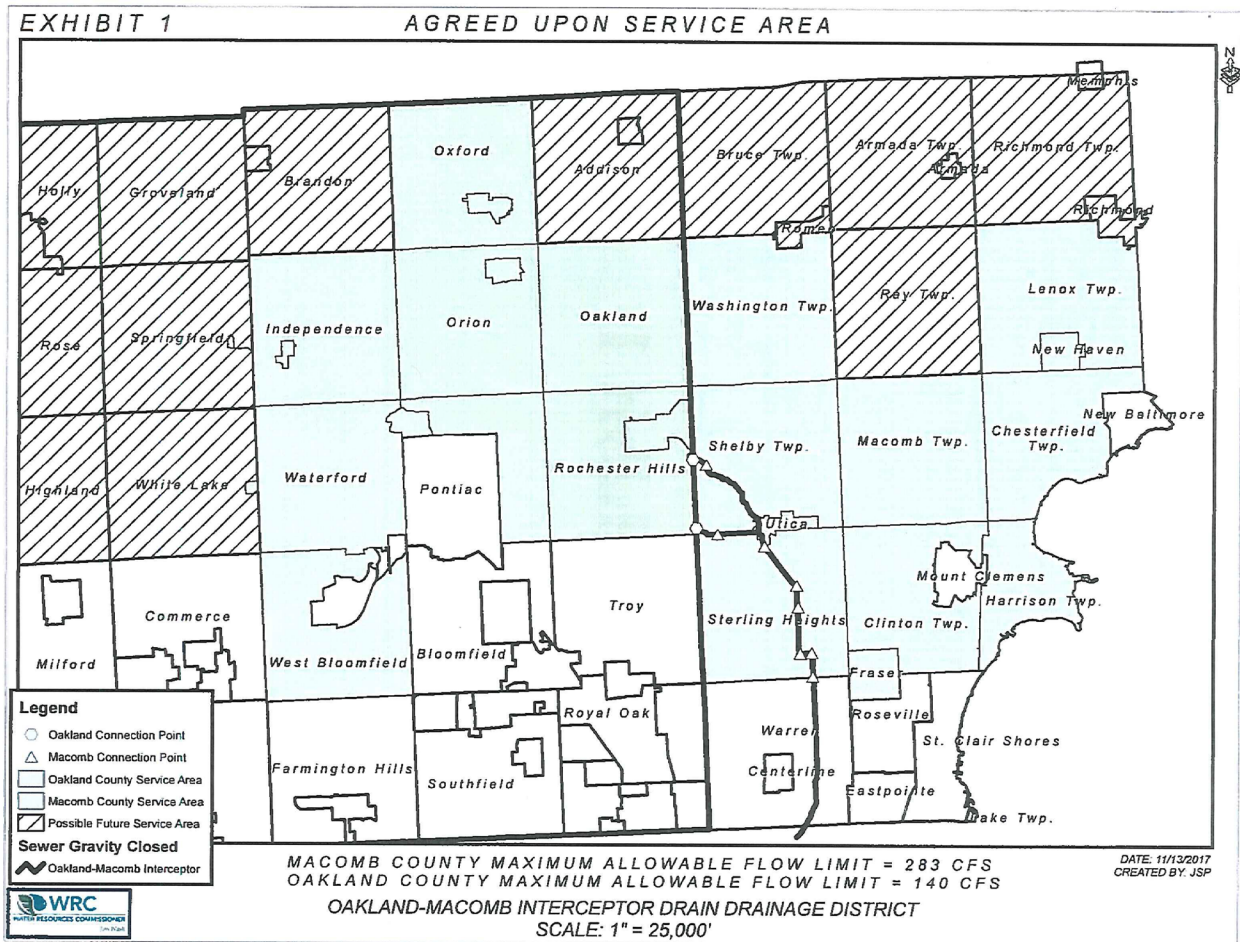 EXHIBIT 1
AGREED UPON SERVICE AREA
N
Memphis
Oxford
Addison
Bruce Twp.
Armada Twp.
Richmond Twp.
Armada
Holly
Groveland
Brandon
Richmond
Romeo
Rose
Springfield
Independence
Orion
Oakland
Washington Twp.
Ray Twp.
Lenox Twp.
New Haven
New Baltimore
Highland
White Lake
Waterford
Pontiac
Rochester Hills
Shelby Twp.
Macomb Twp.
Chesterfield
Twp.
Utica
Mount Clemens
Harrison Twp.
Commerce
Troy
Sterling Heights
Clinton Twp.
Milford
West Bloomfield
Bloomfield
Fraser
Royal Oak
Roseville
Warren
St. Clair Shores
Farmington Hills
Southfield
Centerline
Eastpointe
Lake Twp.
Legend
Oakland Connection Point
Macomb Connection Point
Oakland County Service Area
Macomb County Service Area
Possible Future Service Area
Sewer Gravity Closed
Oakland-Macomb Interceptor
MACOMB COUNTY MAXIMUM ALLOWABLE FLOW LIMIT = 283 CFS
OAKLAND COUNTY MAXIMUM ALLOWABLE FLOW LIMIT = 140 CFS
DATE: 11/13/2017
CREATED BY: JSP
OAKLAND-MACOMB INTERCEPTOR DRAIN DRAINAGE DISTRICT
SCALE: 1" = 25,000'
WRC
WATER RESOURCES COMMISSIONER